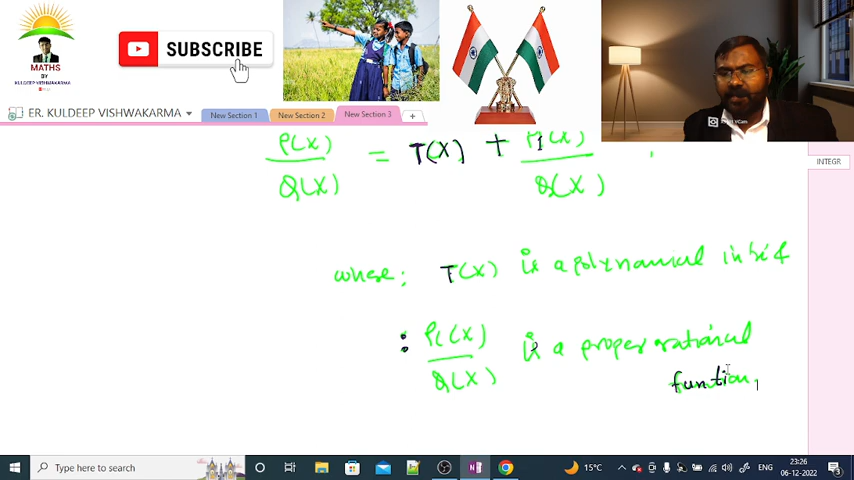 MATHS
BY
KULDEEP VISHWAKARMA
SUBSCRIBE
ER. KULDEEP VISHWAKARMA
New Section 1 New Section 2 New Section 3 +
INTEGR
P(X) / Q(X) = T(X) + P1(X) / Q(X)
where; T(X) is a polynomial in
: P1(X) / Q(X) is a proper rational
function,
Type here to search
15°C
ENG
23:26
06-12-2022
3